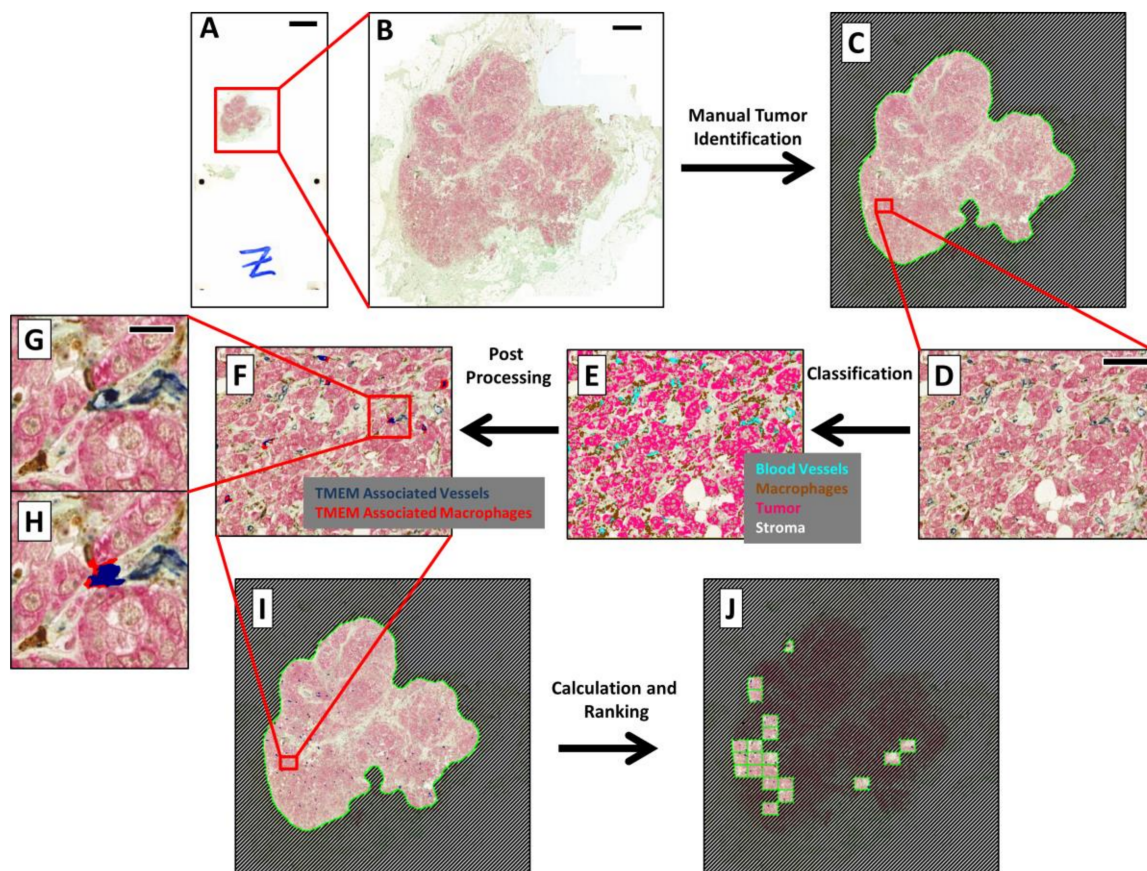 A
B
Manual Tumor
Identification
C
Z
G
F
Post
Processing
E
Classification
D
Blood Vessels
Macrophages
Tumor
Stroma
TMEM Associated Vessels
TMEM Associated Macrophages
H
I
Calculation and
Ranking
J